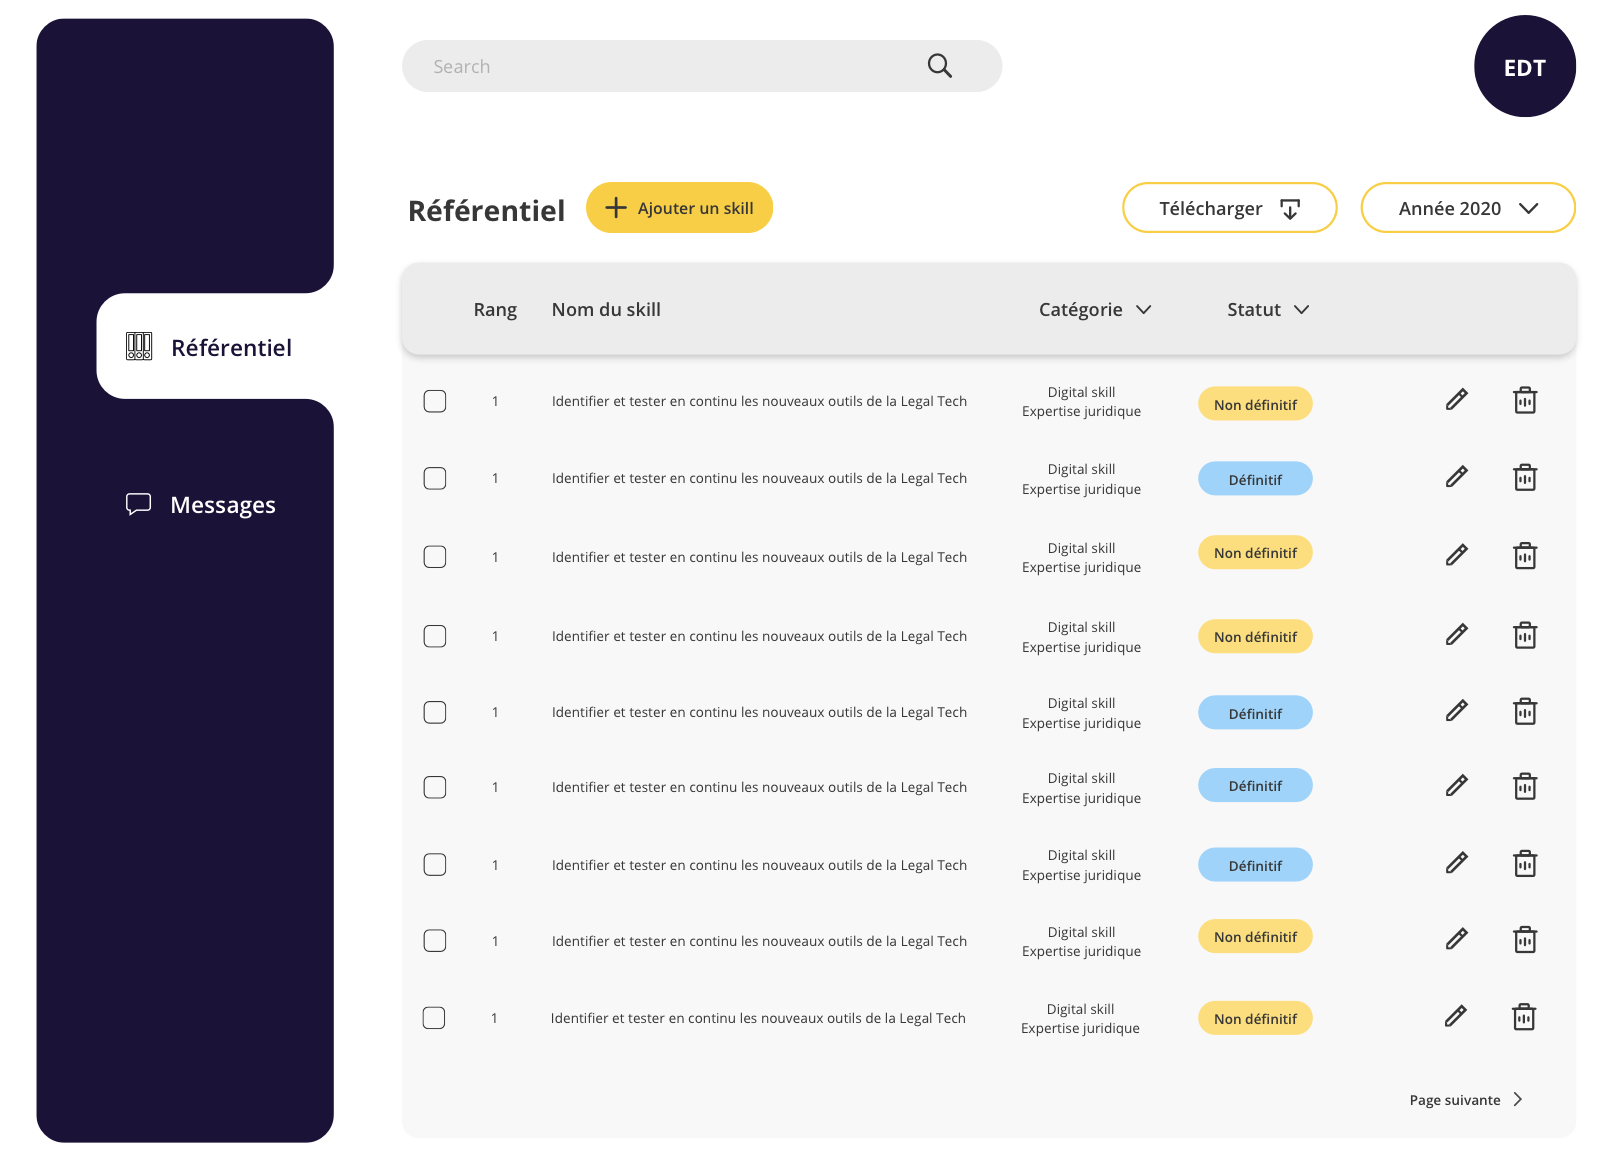 Search
EDT
Référentiel
Ajouter un skill
Télécharger
Année 2020
Référentiel
Messages
Rang Nom du skill Catégorie Statut
1 Identifier et tester en continu les nouveaux outils de la Legal Tech Digital skill Non définitif
Expertise juridique
1 Identifier et tester en continu les nouveaux outils de la Legal Tech Digital skill Définitif
Expertise juridique
1 Identifier et tester en continu les nouveaux outils de la Legal Tech Digital skill Non définitif
Expertise juridique
1 Identifier et tester en continu les nouveaux outils de la Legal Tech Digital skill Non définitif
Expertise juridique
1 Identifier et tester en continu les nouveaux outils de la Legal Tech Digital skill Définitif
Expertise juridique
1 Identifier et tester en continu les nouveaux outils de la Legal Tech Digital skill Définitif
Expertise juridique
1 Identifier et tester en continu les nouveaux outils de la Legal Tech Digital skill Définitif
Expertise juridique
1 Identifier et tester en continu les nouveaux outils de la Legal Tech Digital skill Non définitif
Expertise juridique
1 Identifier et tester en continu les nouveaux outils de la Legal Tech Digital skill Non définitif
Expertise juridique
Page suivante